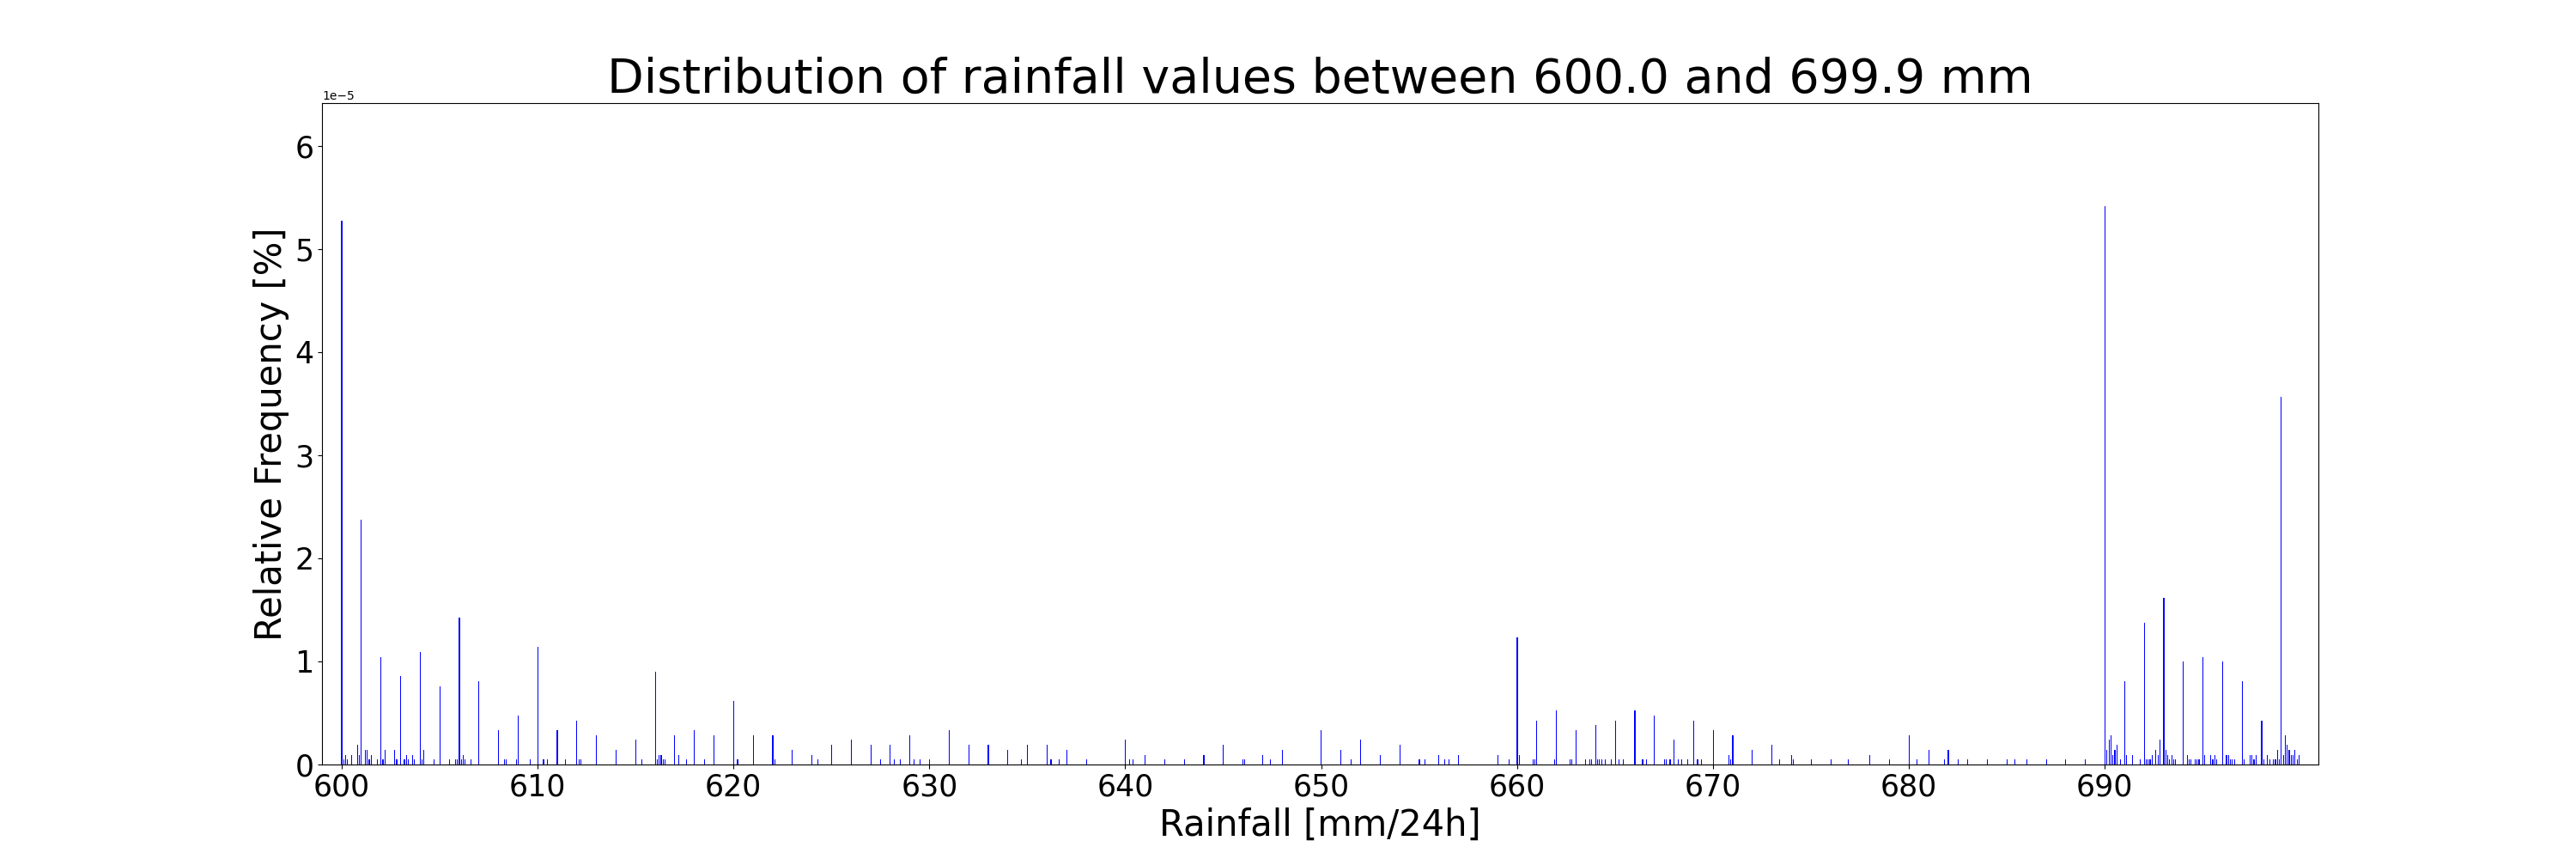 Distribution of rainfall values between 600.0 and 699.9 mm
1e−5
6
5
4
3
2
1
0
Relative Frequency [%]
600 610 620 630 640 650 660 670 680 690
Rainfall [mm/24h]